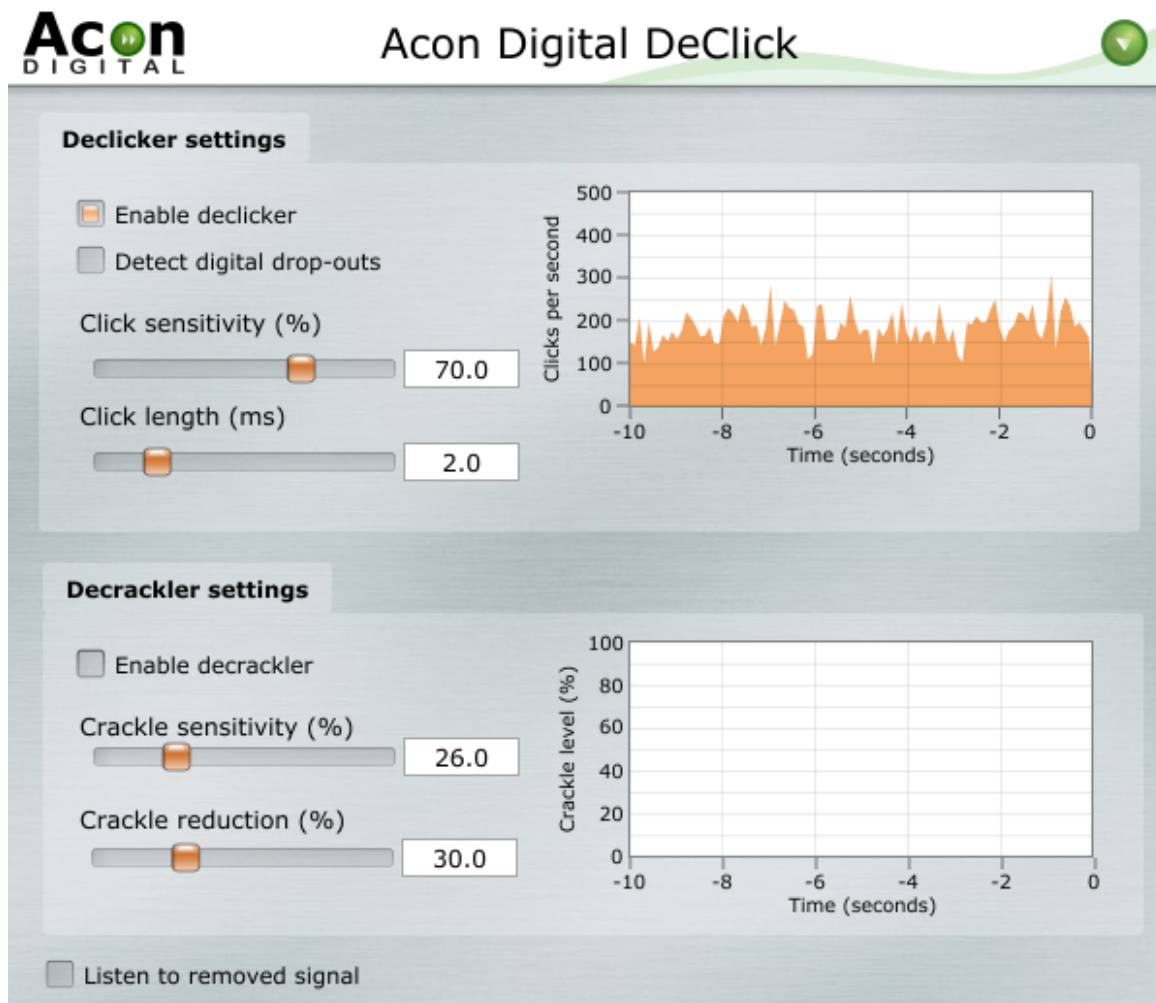 Acon
DIGITAL
Acon Digital DeClick
Declicker settings
Enable declicker
Detect digital drop-outs
Click sensitivity (%)
70.0
Click length (ms)
2.0
Clicks per second
500
400
300
200
100
0
-10 -8 -6 -4 -2 0
Time (seconds)
Decrackler settings
Enable decrackler
Crackle sensitivity (%)
26.0
Crackle reduction (%)
30.0
Crackle level (%)
100
80
60
40
20
0
-10 -8 -6 -4 -2 0
Time (seconds)
Listen to removed signal